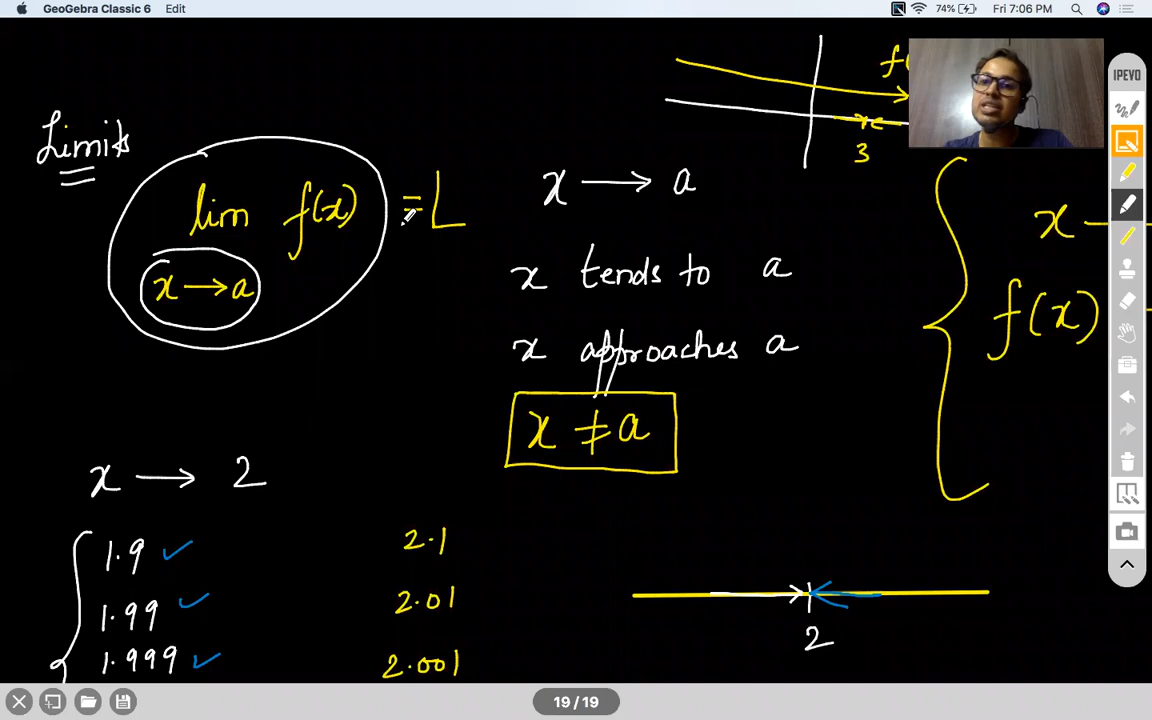 GeoGebra Classic 6 Edit 74% Fri 7:06 PM
IPEVO
Limits
lim f(x) = L
x → a
3
x → a
x tends to a
x approaches a
x ≠ a
x
f(x)
x → 2
1.9 2.1
1.99 2.01
1.999 2.001
2
19 / 19